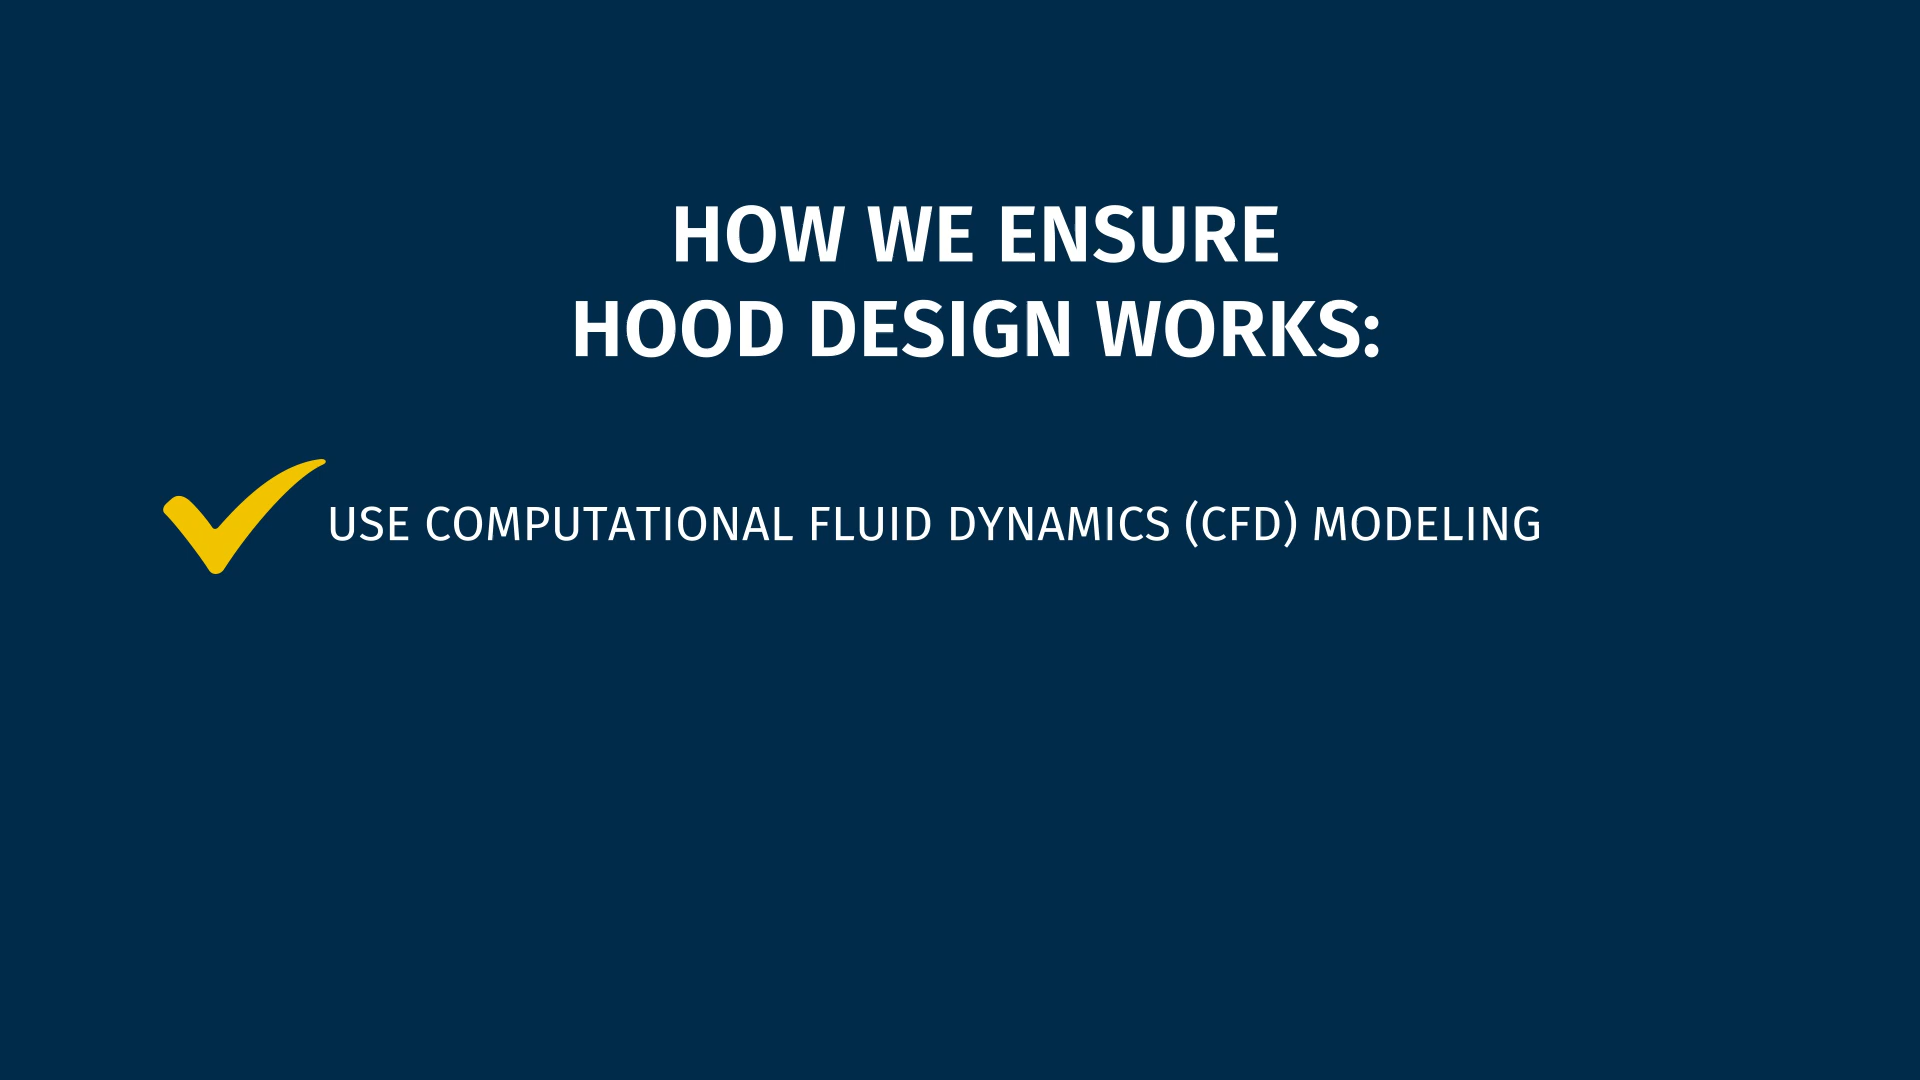 HOW WE ENSURE
HOOD DESIGN WORKS:
USE COMPUTATIONAL FLUID DYNAMICS (CFD) MODELING